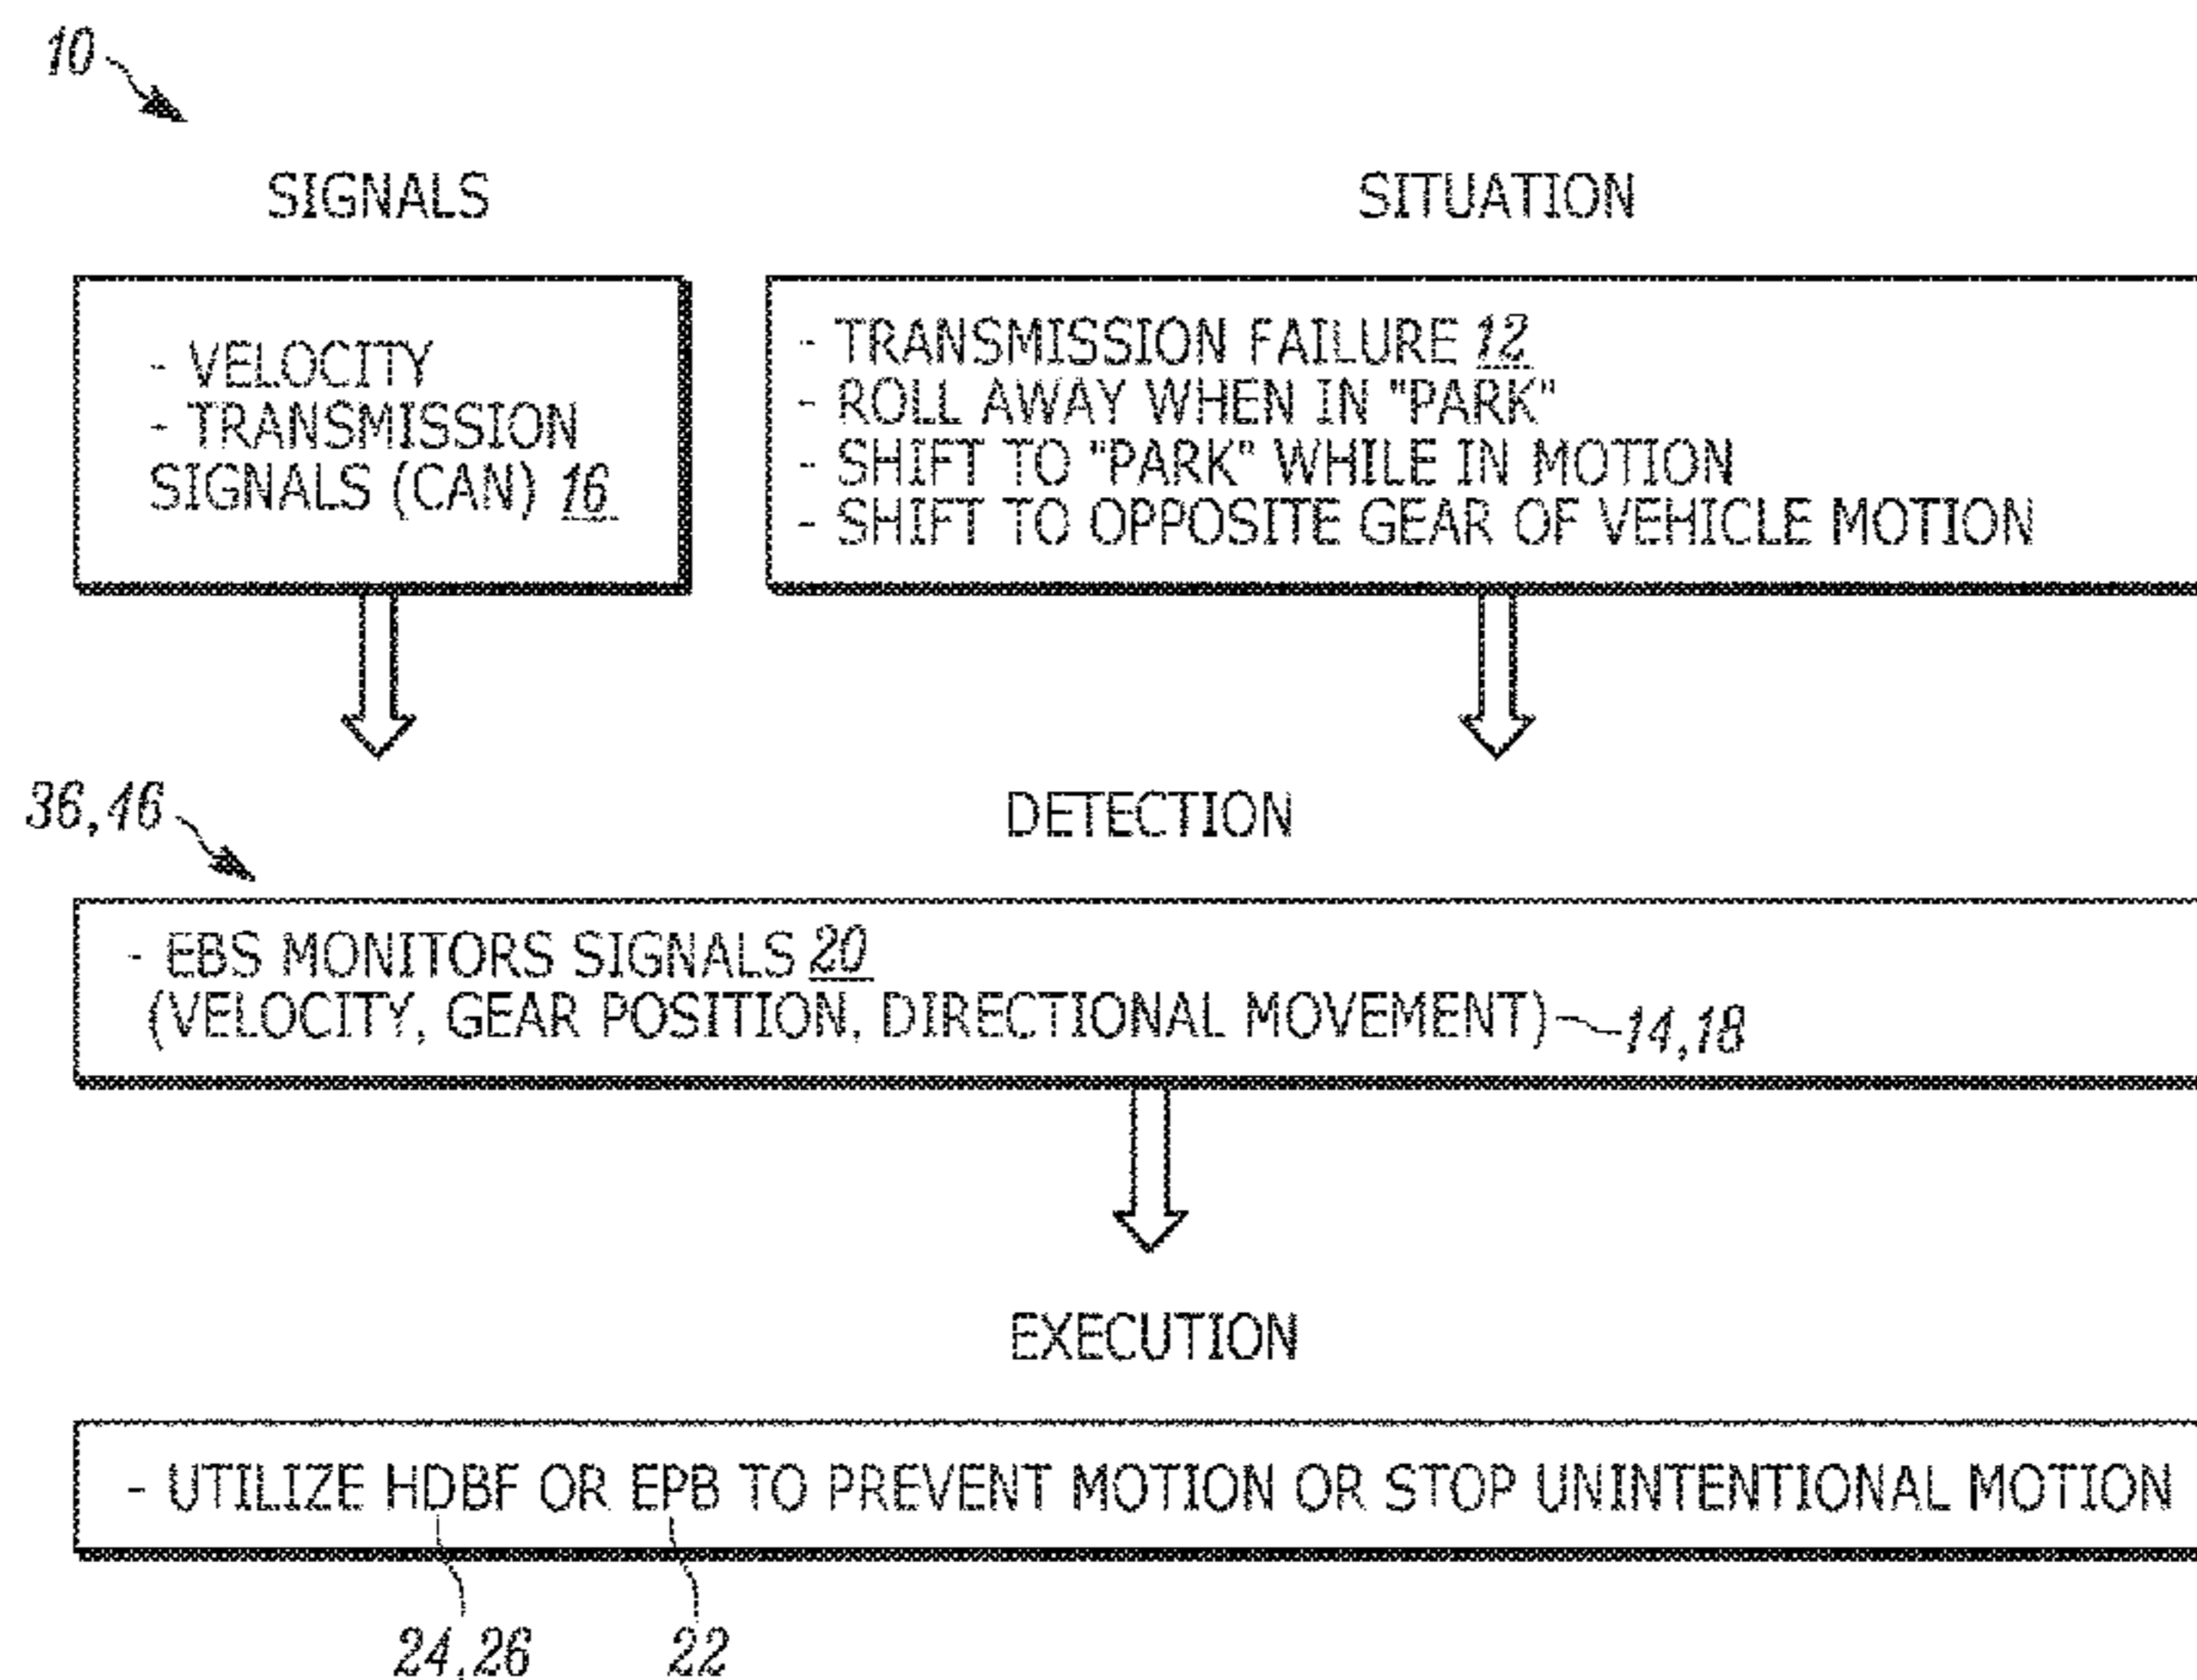 10
SIGNALS
- VELOCITY
- TRANSMISSION
SIGNALS (CAN) 16
SITUATION
- TRANSMISSION FAILURE 12
- ROLL AWAY WHEN IN "PARK"
- SHIFT TO "PARK" WHILE IN MOTION
- SHIFT TO OPPOSITE GEAR OF VEHICLE MOTION
36,46
DETECTION
- EBS MONITORS SIGNALS 20
(VELOCITY, GEAR POSITION, DIRECTIONAL MOVEMENT) 14,18
EXECUTION
- UTILIZE HDBF OR EPB TO PREVENT MOTION OR STOP UNINTENTIONAL MOTION
24,26 22